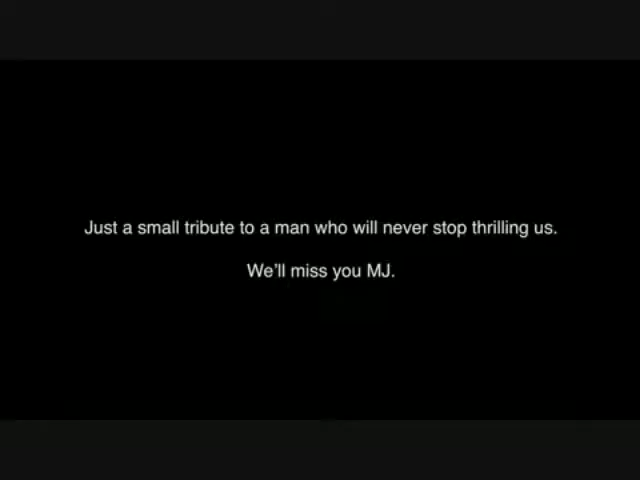 Just a small tribute to a man who will never stop thrilling us.
We'll miss you MJ.